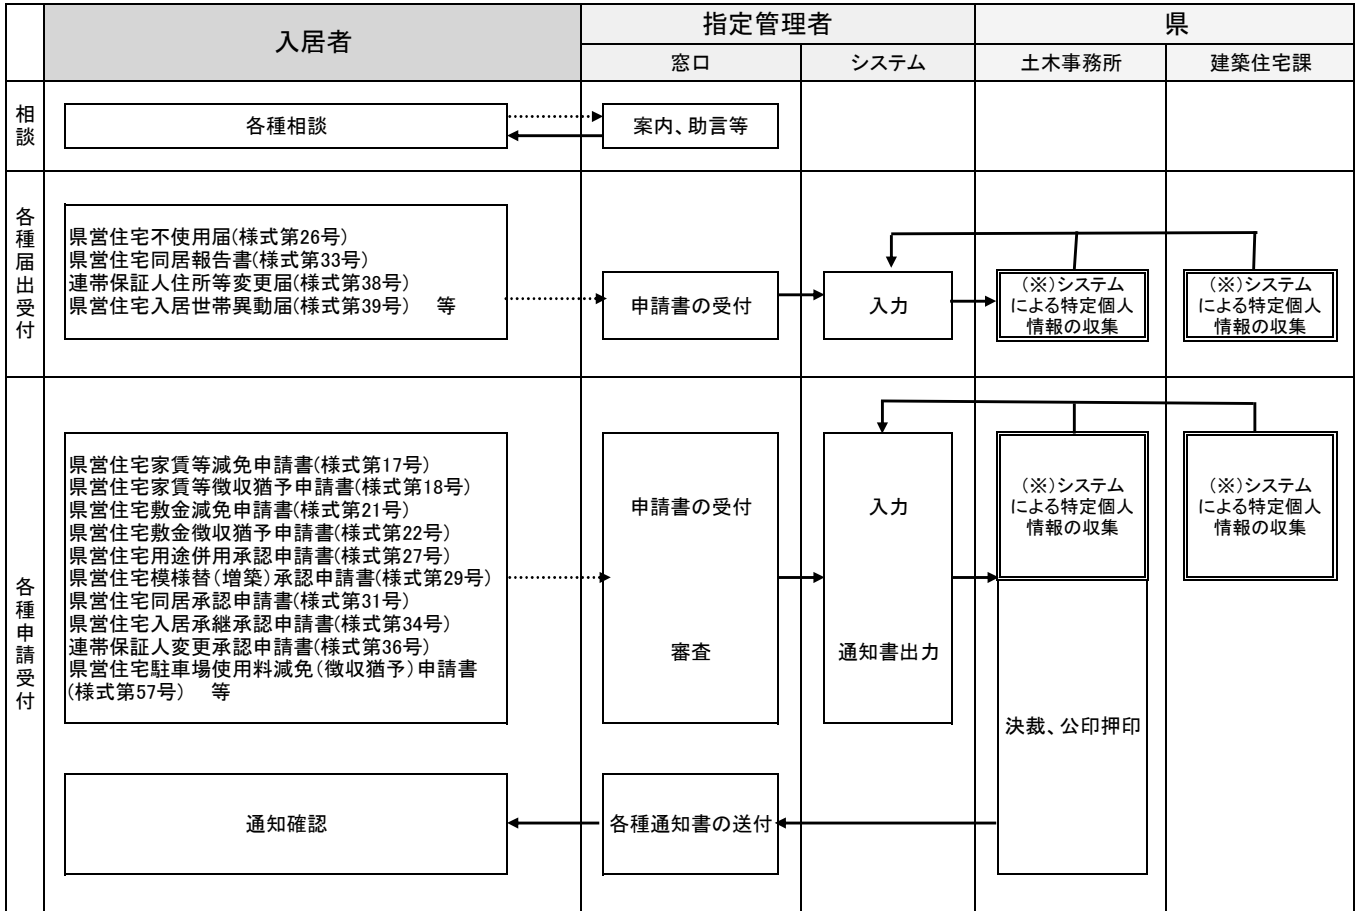 入居者
指定管理者
県
窓口
システム
土木事務所
建築住宅課
相談
各種相談
案内、助言等
各種届出受付
県営住宅不使用届(様式第26号)
県営住宅同居報告書(様式第33号)
連帯保証人住所等変更届(様式第38号)
県営住宅入居世帯異動届(様式第39号)　等
申請書の受付
入力
(※)システム
による特定個人
情報の収集
(※)システム
による特定個人
情報の収集
各種申請受付
県営住宅家賃等減免申請書(様式第17号)
県営住宅家賃等徴収猶予申請書(様式第18号)
県営住宅敷金減免申請書(様式第21号)
県営住宅敷金徴収猶予申請書(様式第22号)
県営住宅用途併用承認申請書(様式第27号)
県営住宅模様替(増築)承認申請書(様式第29号)
県営住宅同居承認申請書(様式第31号)
県営住宅入居承継承認申請書(様式第34号)
連帯保証人変更承認申請書(様式第36号)
県営住宅駐車場使用料減免(徴収猶予)申請書
(様式第57号)　等
申請書の受付
審査
入力
通知書出力
(※)システム
による特定個人
情報の収集
(※)システム
による特定個人
情報の収集
決裁、公印押印
通知確認
各種通知書の送付